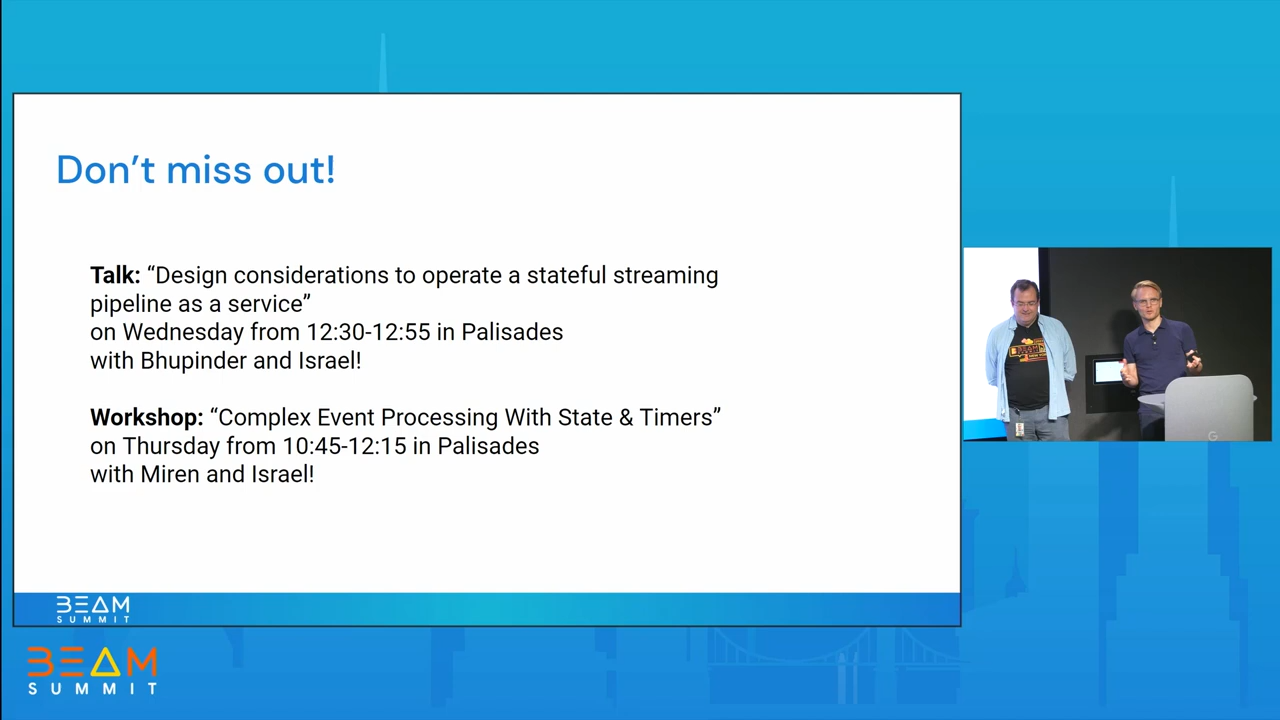 Don’t miss out!
Talk: “Design considerations to operate a stateful streaming
pipeline as a service”
on Wednesday from 12:30-12:55 in Palisades
with Bhupinder and Israel!
Workshop: “Complex Event Processing With State & Timers”
on Thursday from 10:45-12:15 in Palisades
with Miren and Israel!
BEAM
SUMMIT
BEAM
SUMMIT
G